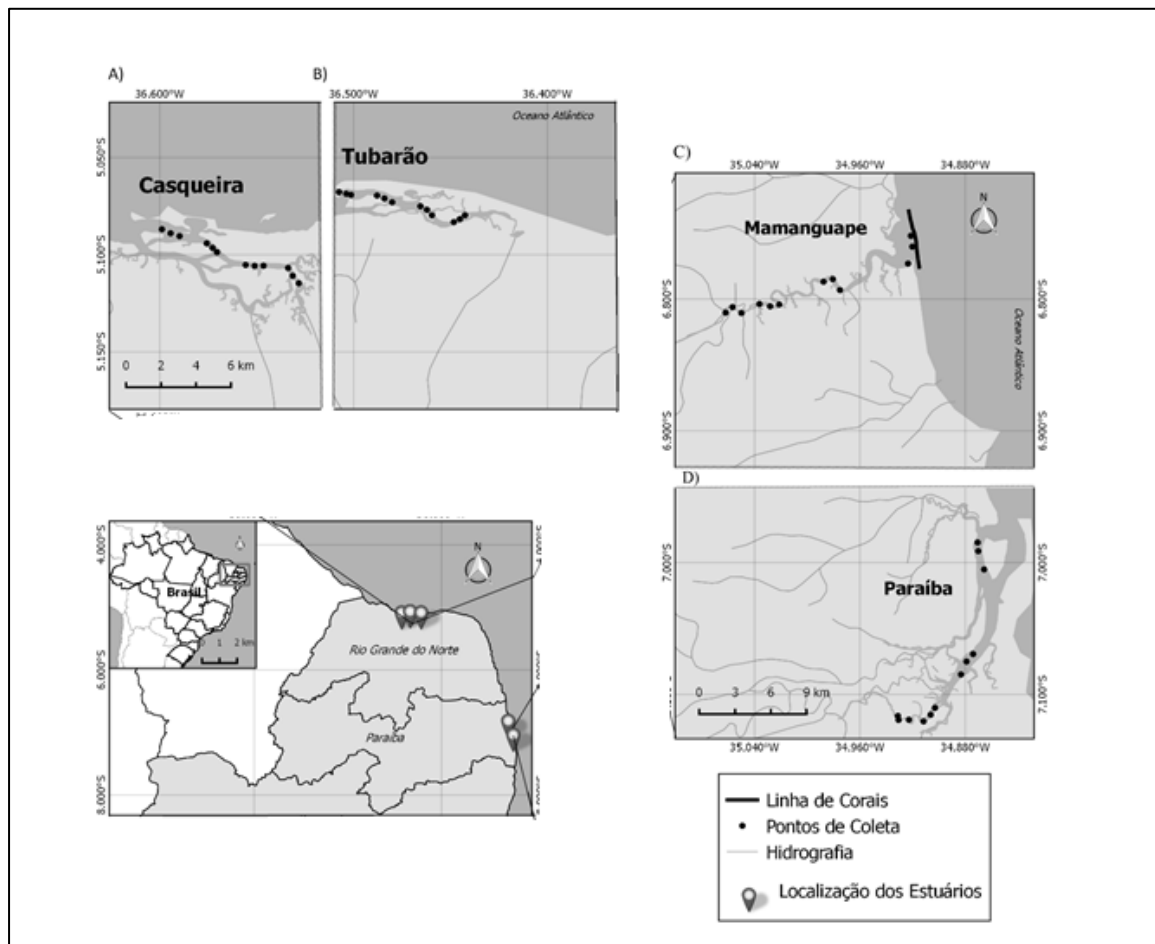 A)
B)
36.600°W
36.500°W
36.400°W
Oceano Atlântico
5.050°S
5.100°S
5.150°S
Casqueira
Tubarão
0 2 4 6 km
C)
35.040°W
34.960°W
34.880°W
N
Mamanguape
6.800°S
6.800°S
6.900°S
6.900°S
Oceano Atlântico
D)
Paraíba
7.000°S
7.000°S
7.100°S
7.100°S
0 3 6 9 km
35.040°W
34.960°W
34.880°W
4.000°S
6.000°S
8.000°S
N
Brasil
0 1 2 km
Rio Grande do Norte
Paraíba
Linha de Corais
Pontos de Coleta
Hidrografia
Localização dos Estuários